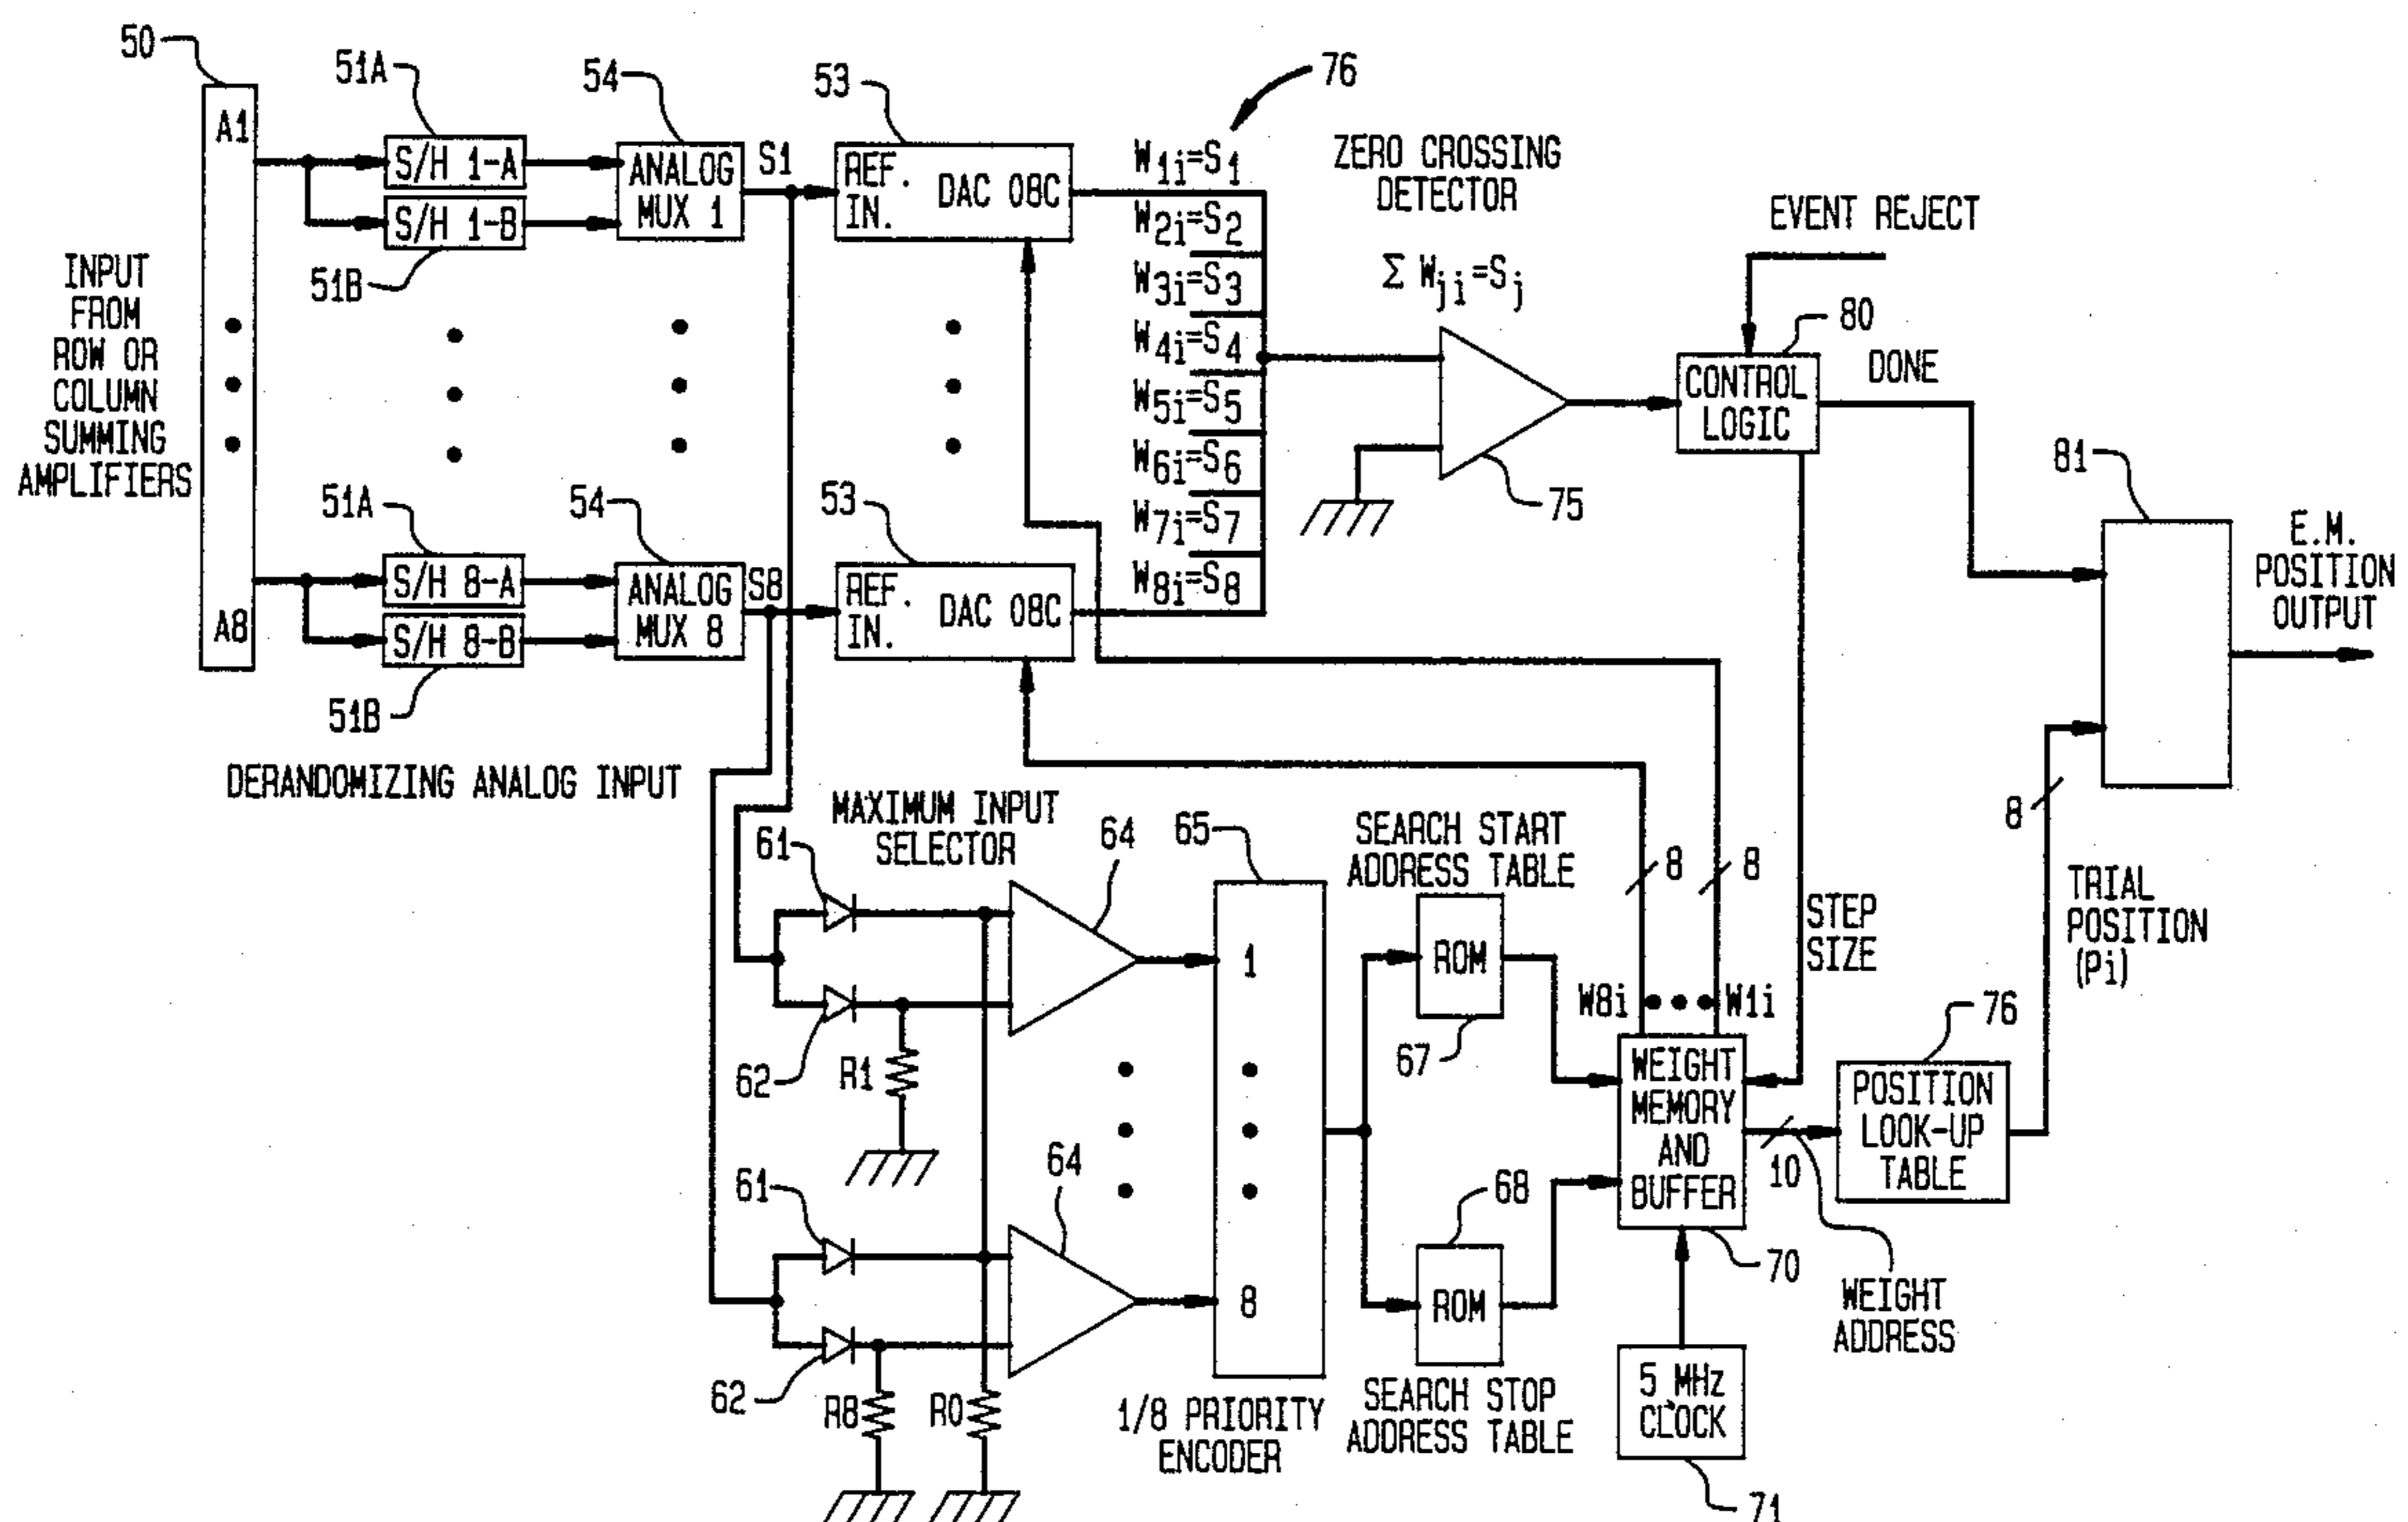 50
A1
INPUT
FROM
ROW OR
COLUMN
SUMMING
AMPLIFIERS
A8
51A
S/H 1-A
S/H 1-B
51B
54
ANALOG
MUX 1
S1
53
REF.
IN.
DAC 08C
76
W1i=S1
W2i=S2
W3i=S3
W4i=S4
W5i=S5
W6i=S6
W7i=S7
W8i=S8
ZERO CROSSING
DETECTOR
Σ Wji=Sj
75
EVENT REJECT
80
CONTROL
LOGIC
DONE
81
E.M.
POSITION
OUTPUT
51A
S/H 8-A
S/H 8-B
51B
54
ANALOG
MUX 8
S8
53
REF.
IN.
DAC 08C
DERANDOMIZING ANALOG INPUT
MAXIMUM INPUT
SELECTOR
61
62
R1
64
61
62
R8
R0
64
65
1
8
1/8 PRIORITY
ENCODER
SEARCH START
ADDRESS TABLE
ROM
67
68
ROM
SEARCH STOP
ADDRESS TABLE
8
8
W8i
W1i
STEP
SIZE
WEIGHT
MEMORY
AND
BUFFER
70
10
WEIGHT
ADDRESS
5 MHz
CLOCK
71
76
POSITION
LOOK-UP
TABLE
8
TRIAL
POSITION
(Pi)